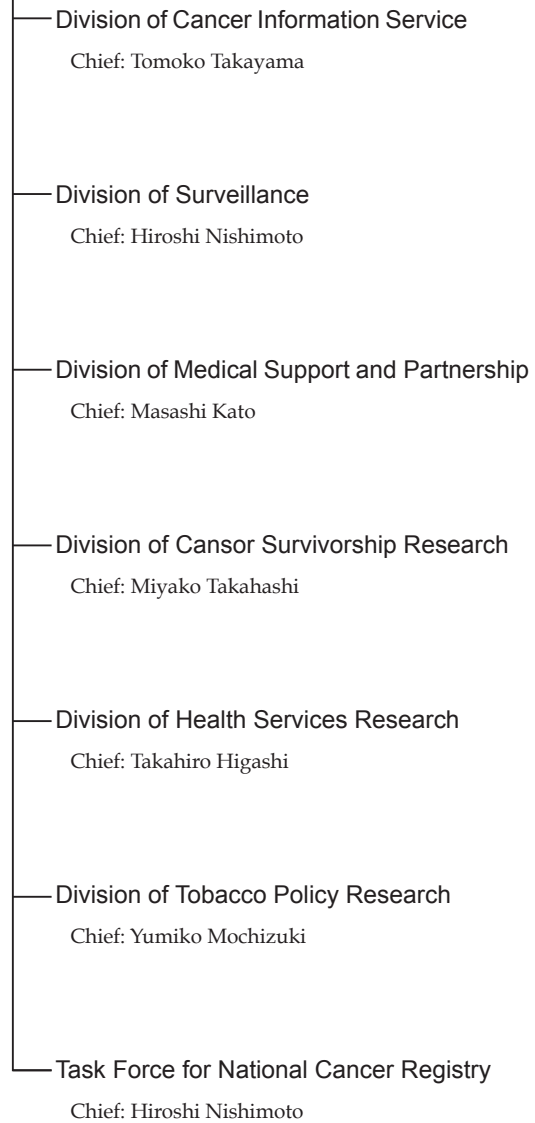 Division of Cancer Information Service
Chief: Tomoko Takayama
Division of Surveillance
Chief: Hiroshi Nishimoto
Division of Medical Support and Partnership
Chief: Masashi Kato
Division of Cansor Survivorship Research
Chief: Miyako Takahashi
Division of Health Services Research
Chief: Takahiro Higashi
Division of Tobacco Policy Research
Chief: Yumiko Mochizuki
Task Force for National Cancer Registry
Chief: Hiroshi Nishimoto